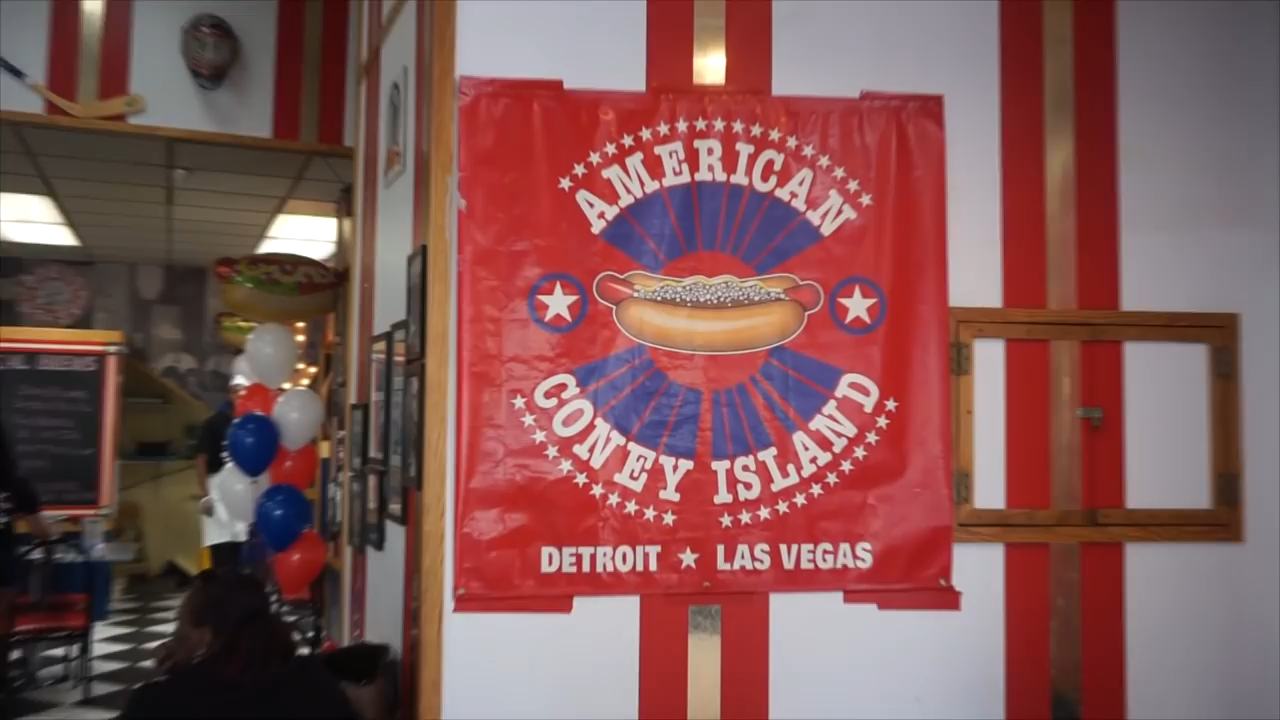 AMERICAN
CONEY ISLAND
DETROIT ★ LAS VEGAS